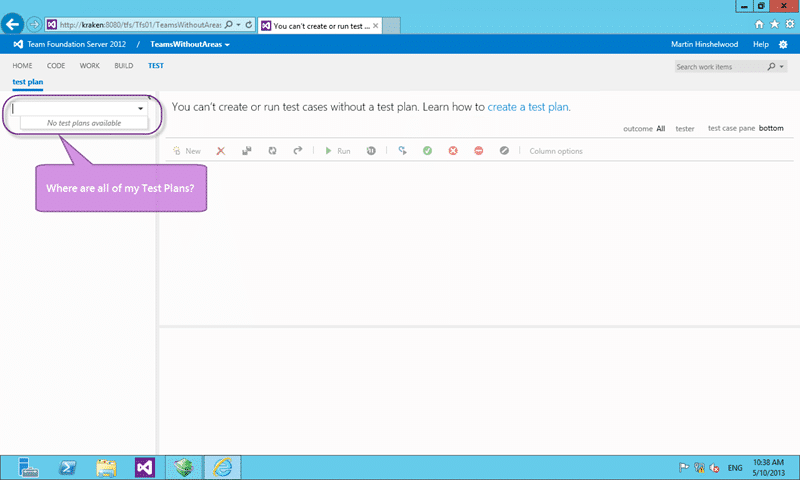 http://kraken:8080/tfs/Tfs01/TeamsWithoutAreas
You can't create or run test ...
Team Foundation Server 2012 / TeamsWithoutAreas
Martin Hinshelwood Help
HOME CODE WORK BUILD TEST
Search work items
test plan
No test plans available
You can't create or run test cases without a test plan. Learn how to create a test plan.
outcome All tester test case pane bottom
New Run Column options
Where are all of my Test Plans?
ENG
10:38 AM
5/10/2013